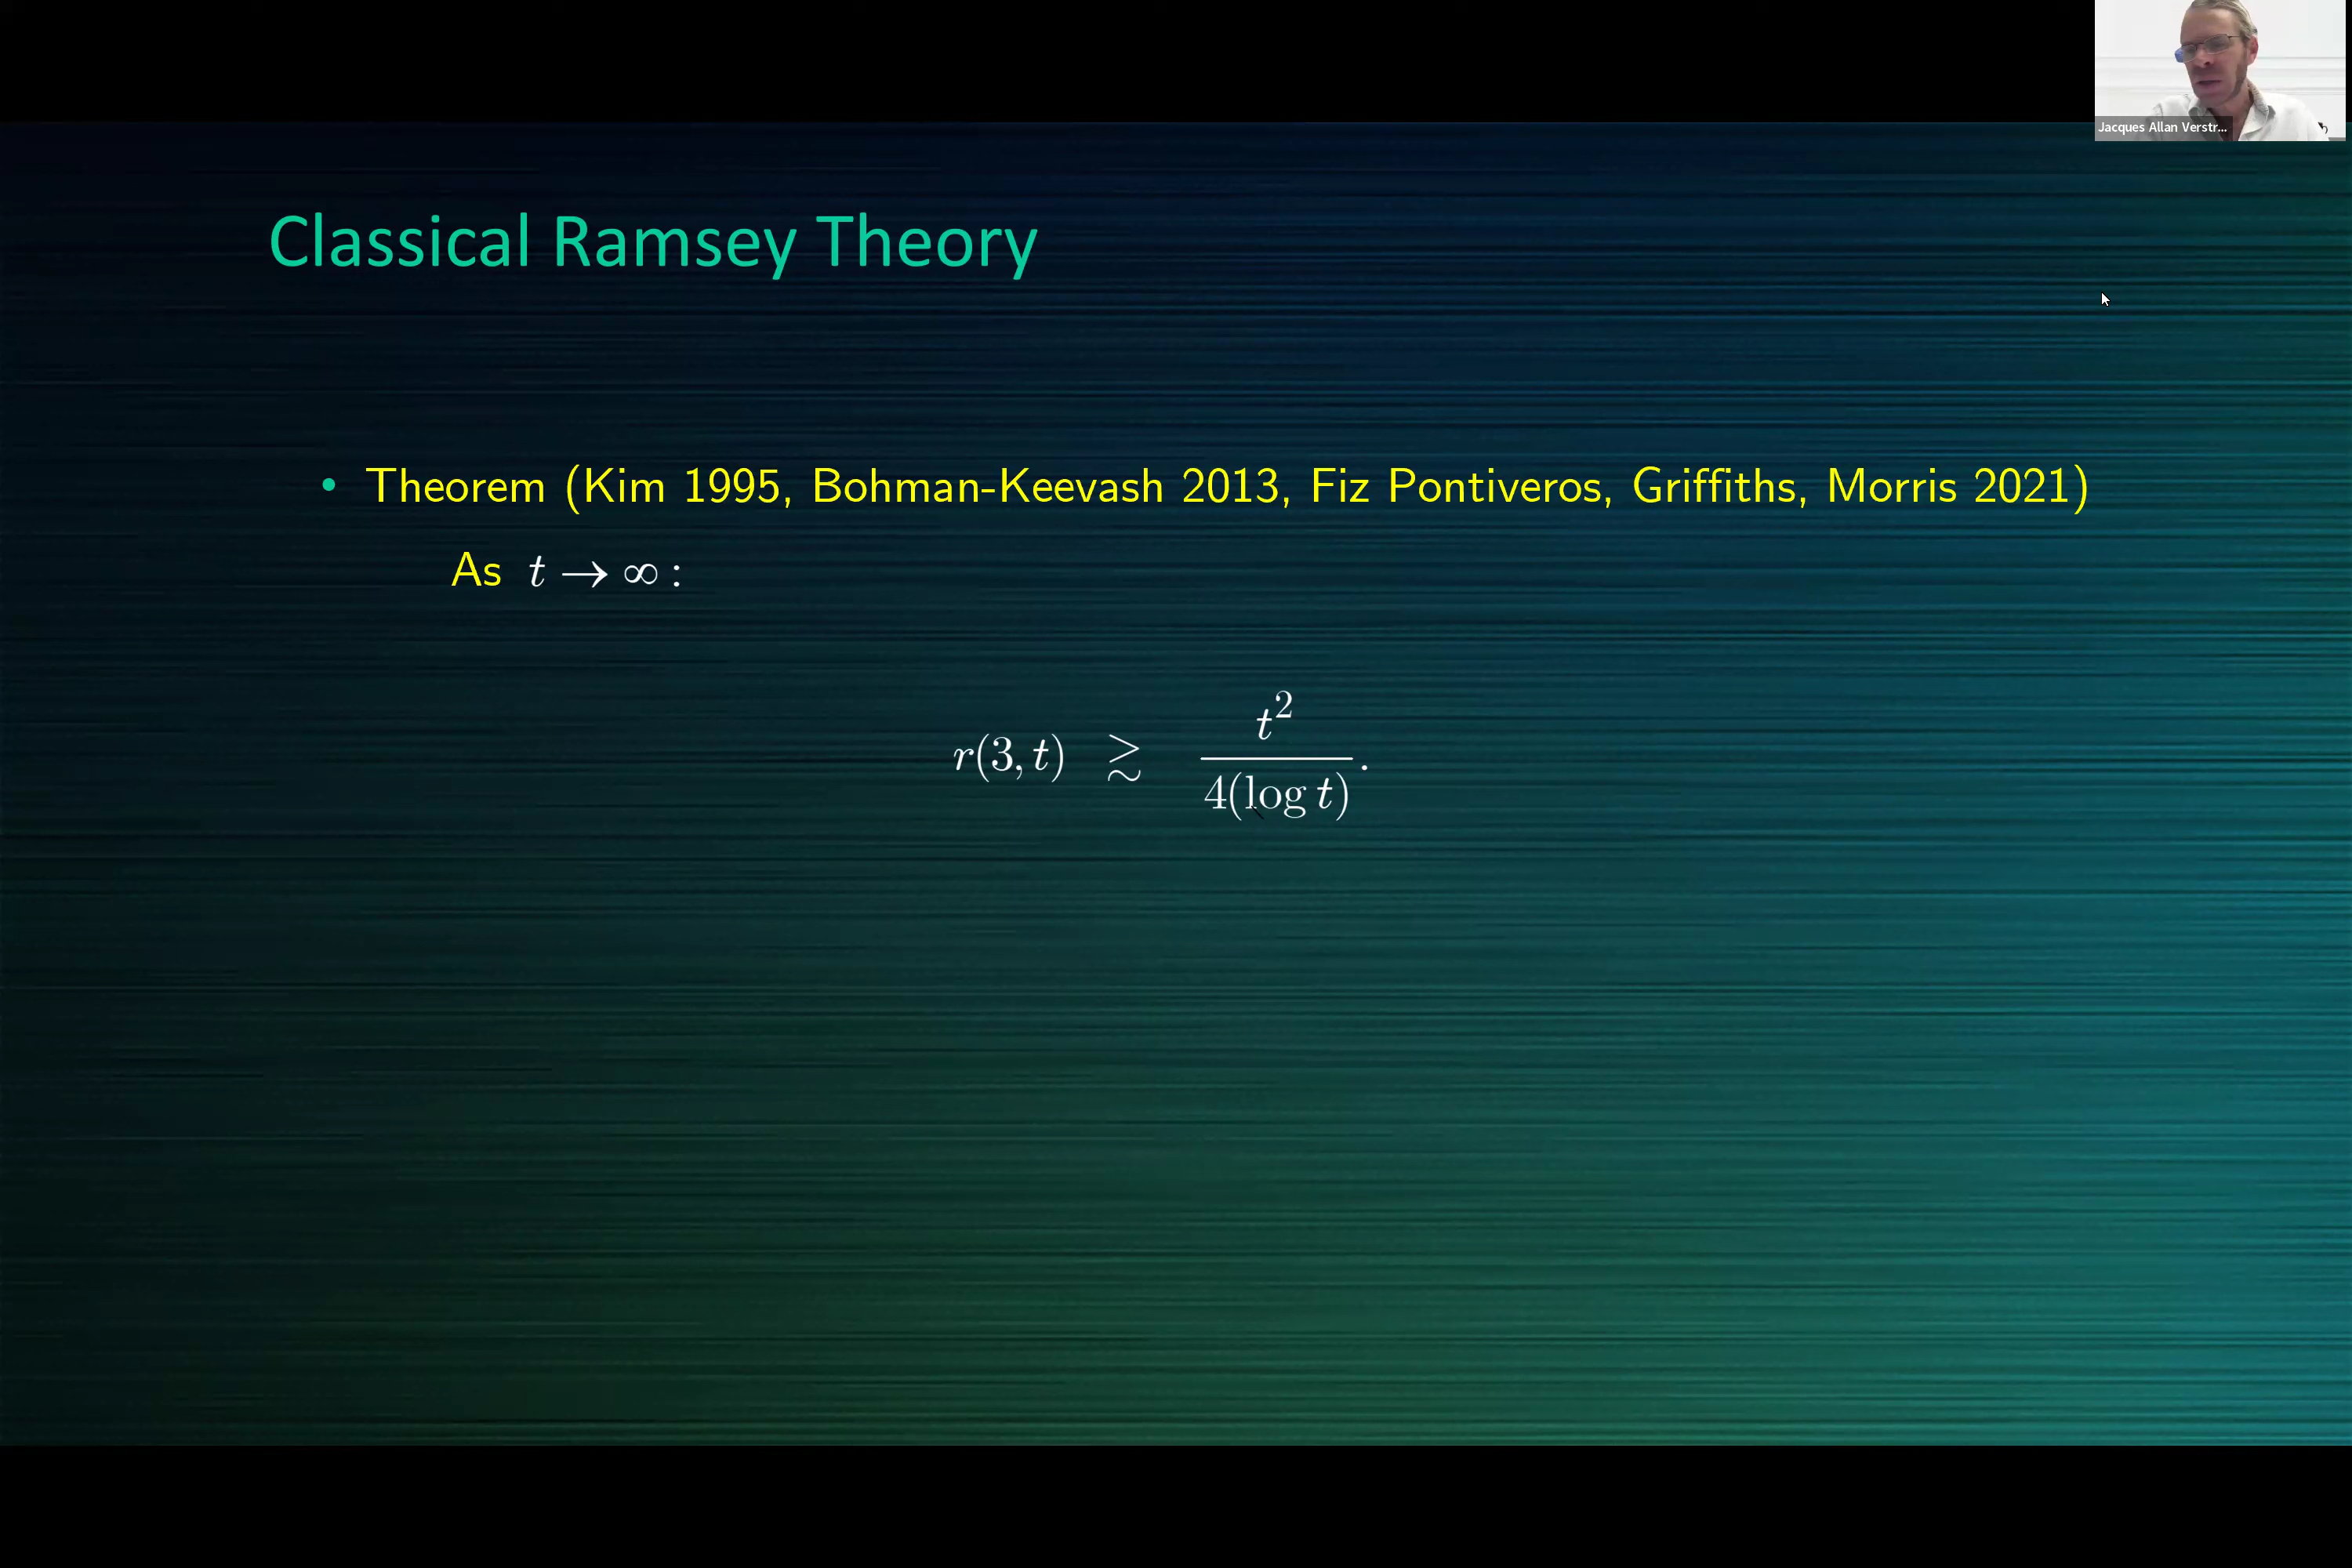 Jacques Allan Verstr...
Classical Ramsey Theory
• Theorem (Kim 1995, Bohman-Keevash 2013, Fiz Pontiveros, Griffiths, Morris 2021)
As t → ∞ :
r(3, t) ≳ t² / 4(log t).